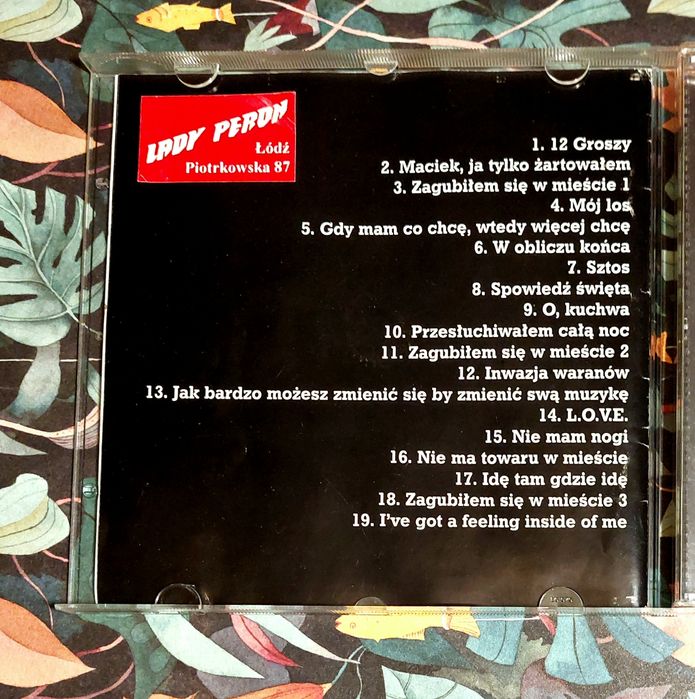 LADY PERON
Łódź
Piotrkowska 87
1. 12 Groszy
2. Maciek, ja tylko żartowałem
3. Zagubiłem się w mieście 1
4. Mój los
5. Gdy mam co chcę, wtedy więcej chcę
6. W obliczu końca
7. Sztos
8. Spowiedź święta
9. O, kuchwa
10. Przesłuchiwałem całą noc
11. Zagubiłem się w mieście 2
12. Inwazja waranów
13. Jak bardzo możesz zmienić się by zmienić swą muzykę
14. L.O.V.E.
15. Nie mam nogi
16. Nie ma towaru w mieście
17. Idę tam gdzie idę
18. Zagubiłem się w mieście 3
19. I've got a feeling inside of me